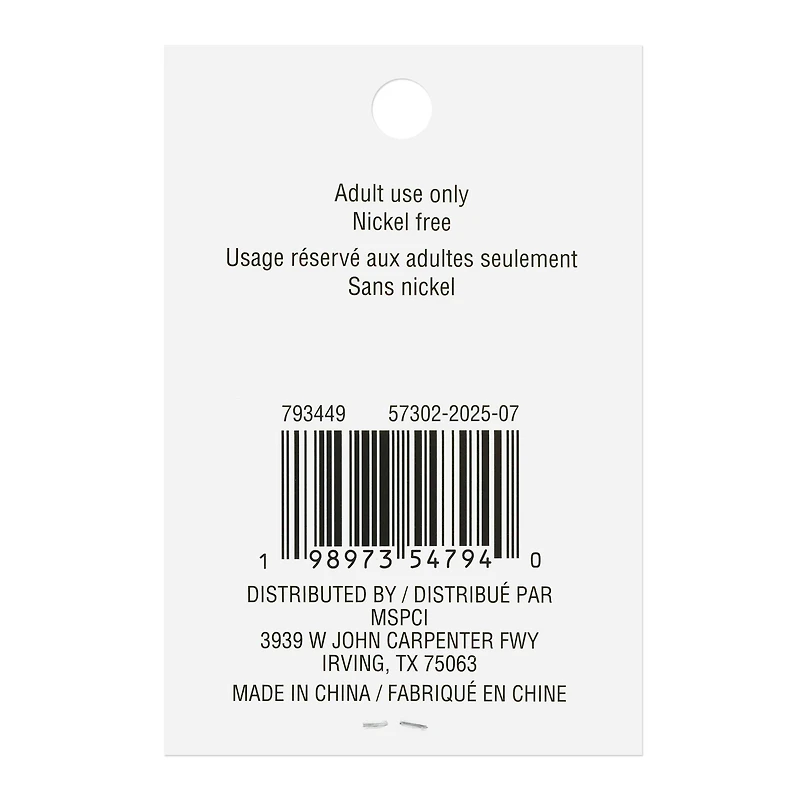 Adult use only
Nickel free
Usage réservé aux adultes seulement
Sans nickel
793449 57302-2025-07
1 98973 54794 0
DISTRIBUTED BY / DISTRIBUÉ PAR
MSPCI
3939 W JOHN CARPENTER FWY
IRVING, TX 75063
MADE IN CHINA / FABRIQUÉ EN CHINE